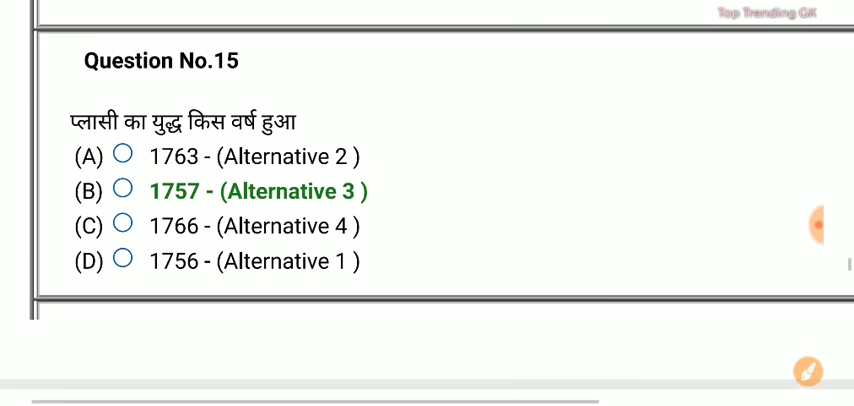 Top Trending GK
Question No.15
प्लासी का युद्ध किस वर्ष हुआ
(A) 1763 - (Alternative 2 )
(B) 1757 - (Alternative 3 )
(C) 1766 - (Alternative 4 )
(D) 1756 - (Alternative 1 )